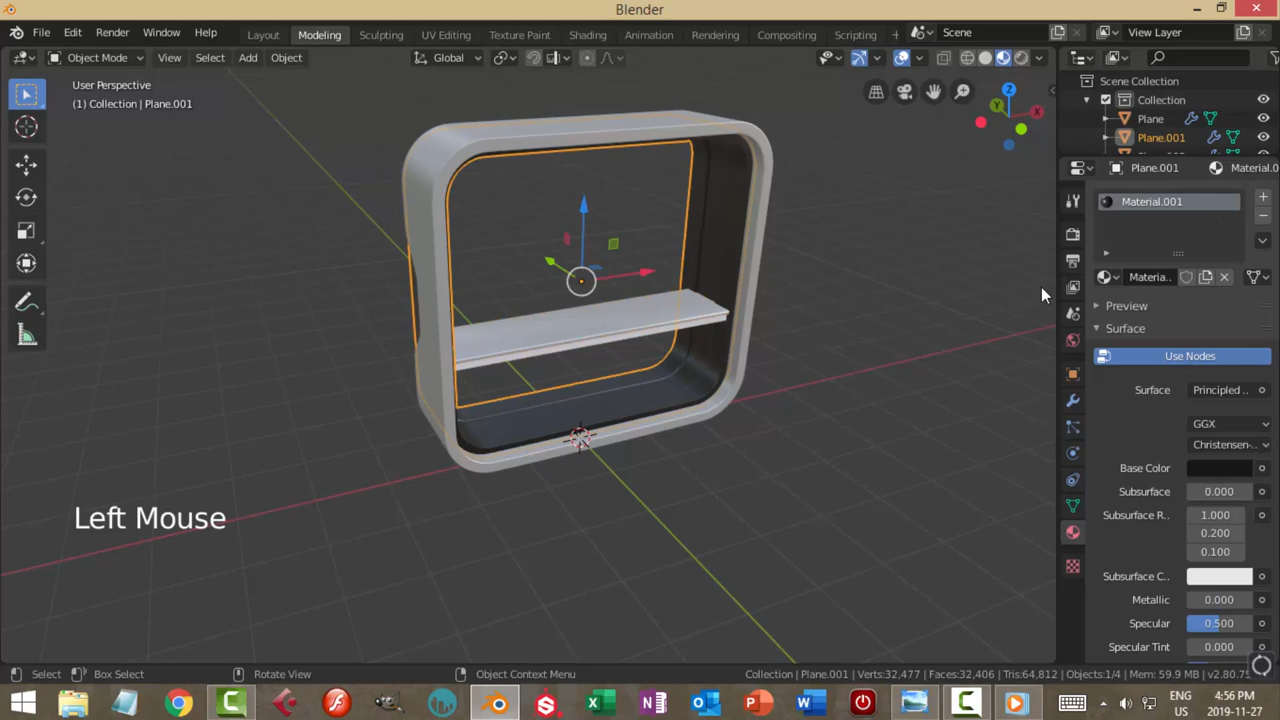 Blender
File Edit Render Window Help
Layout Modeling Sculpting UV Editing Texture Paint Shading Animation Rendering Compositing Scripting
Scene
View Layer
Object Mode View Select Add Object
Global
User Perspective
(1) Collection | Plane.001
Z
Y
X
Scene Collection
Collection
Plane
Plane.001
Plane.001 Material.0
Material.001
Materia..
Preview
Surface
Use Nodes
Surface Principled ..
GGX
Christensen-..
Base Color
Subsurface 0.000
Subsurface R.. 1.000
0.200
0.100
Subsurface C..
Metallic 0.000
Specular 0.500
Specular Tint 0.000
Left Mouse
Select Box Select Rotate View Object Context Menu
Collection | Plane.001 | Verts:32,477 | Faces:32,406 | Tris:64,812 | Objects:1/4 | Mem: 59.9 MB | v2.80.75
ENG
US
4:56 PM
2019-11-27